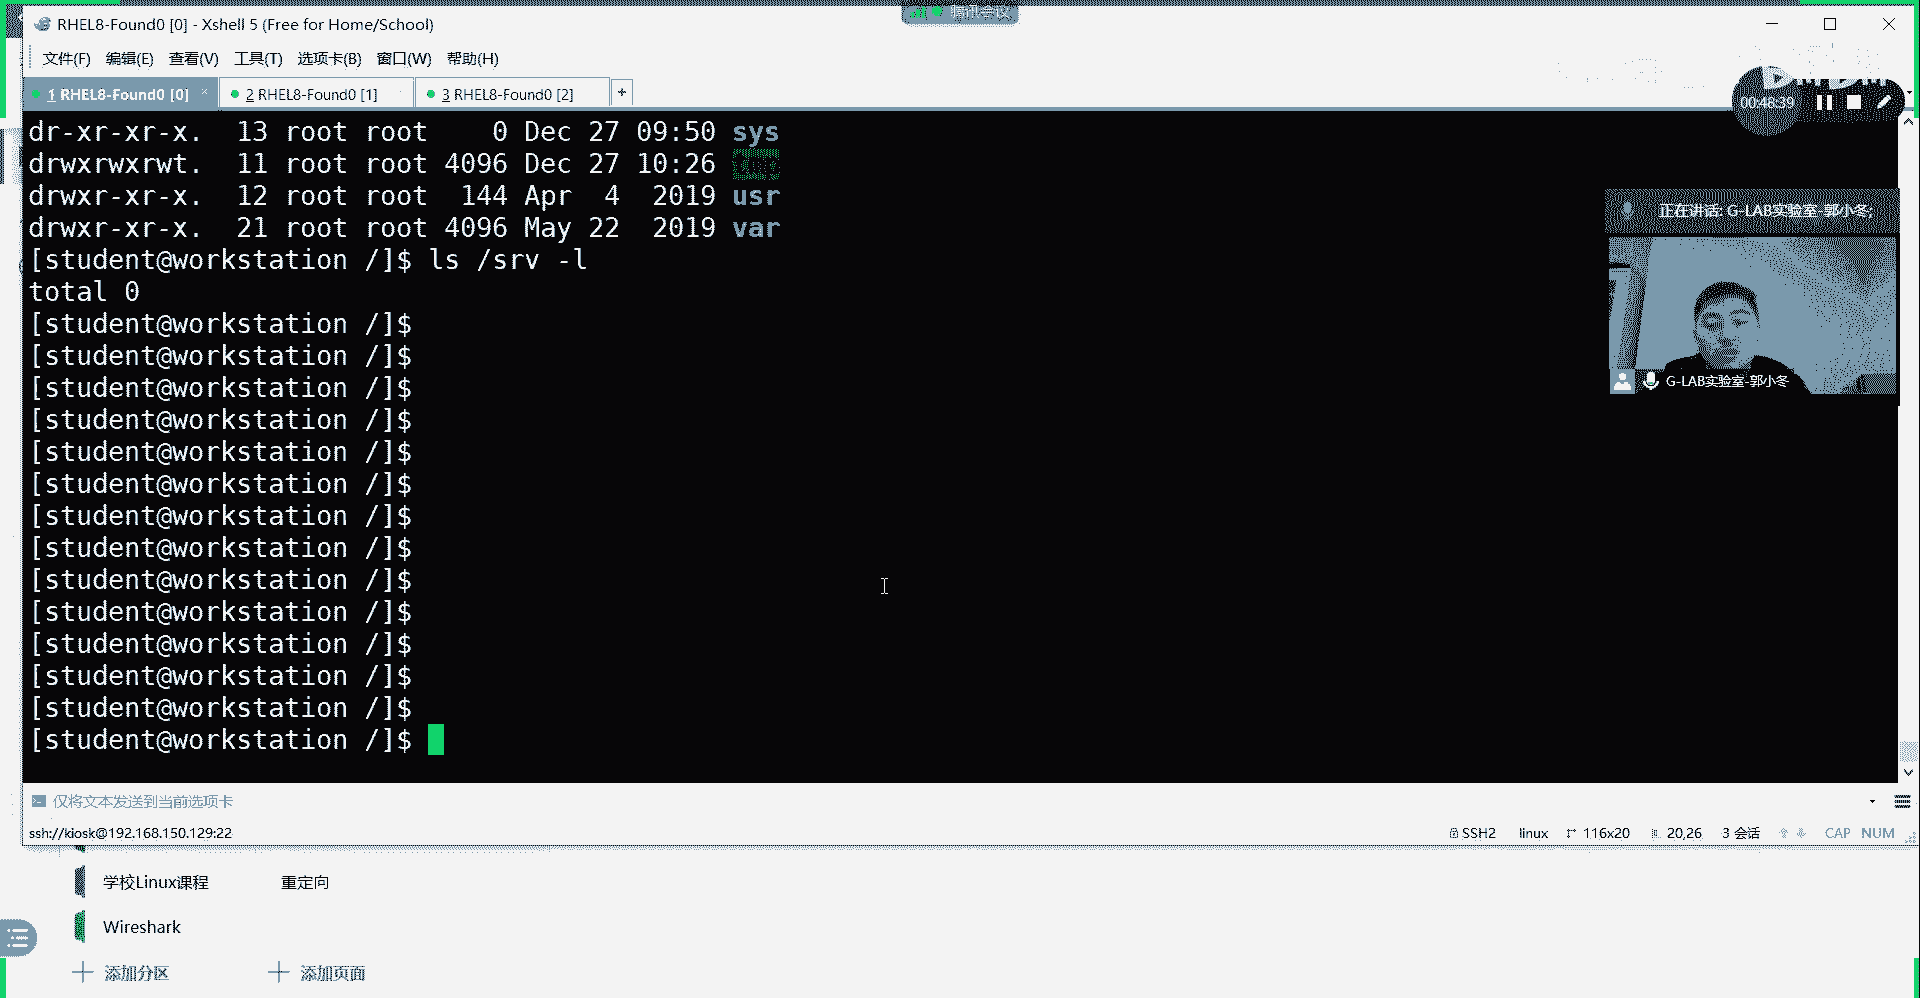 腾讯会议
RHEL8-Found0 [0] - Xshell 5 (Free for Home/School)
文件(F) 编辑(E) 查看(V) 工具(T) 选项卡(B) 窗口(W) 帮助(H)
1 RHEL8-Found0 [0] × 2 RHEL8-Found0 [1] 3 RHEL8-Found0 [2] +
00:48:39
dr-xr-xr-x. 13 root root 0 Dec 27 09:50 sys
drwxrwxrwt. 11 root root 4096 Dec 27 10:26 tmp
drwxr-xr-x. 12 root root 144 Apr 4 2019 usr
drwxr-xr-x. 21 root root 4096 May 22 2019 var
[student@workstation /]$ ls /srv -l
total 0
[student@workstation /]$
[student@workstation /]$
[student@workstation /]$
[student@workstation /]$
[student@workstation /]$
[student@workstation /]$
[student@workstation /]$
[student@workstation /]$
[student@workstation /]$
[student@workstation /]$
[student@workstation /]$
[student@workstation /]$
[student@workstation /]$
[student@workstation /]$
正在讲话: G-LAB实验室-郭小冬;
G-LAB实验室-郭小冬
仅将文本发送到当前选项卡
ssh://kiosk@192.168.150.129:22 SSH2 linux 116x20 20,26 3 会话 CAP NUM
学校Linux课程 重定向
Wireshark
添加分区 添加页面